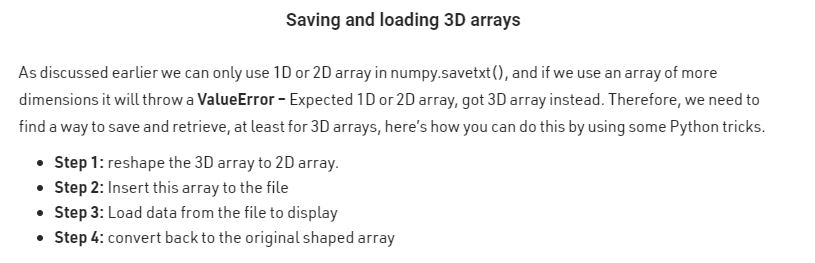 Saving and loading 3D arrays
As discussed earlier we can only use 1D or 2D array in numpy.savetxt(), and if we use an array of more
dimensions it will throw a ValueError – Expected 1D or 2D array, got 3D array instead. Therefore, we need to
find a way to save and retrieve, at least for 3D arrays, here's how you can do this by using some Python tricks.
• Step 1: reshape the 3D array to 2D array.
• Step 2: Insert this array to the file
• Step 3: Load data from the file to display
• Step 4: convert back to the original shaped array